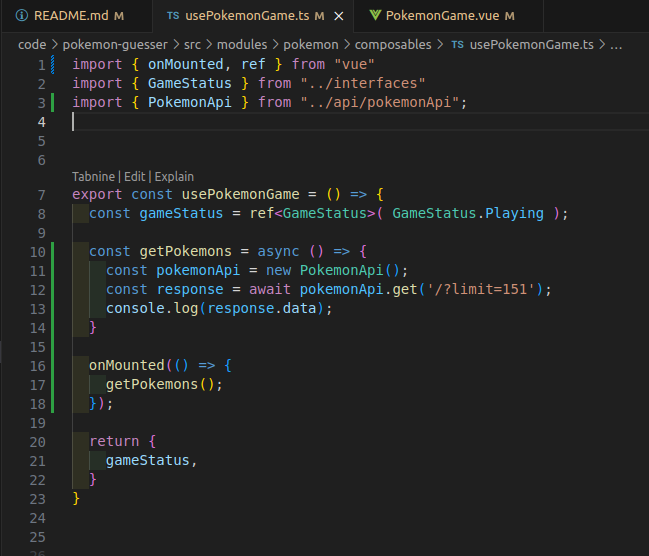 README.md M TS usePokemonGame.ts M × PokemonGame.vue M
code > pokemon-guesser > src > modules > pokemon > composables > TS usePokemonGame.ts > ...
1 import { onMounted, ref } from "vue"
2 import { GameStatus } from "../interfaces"
3 import { PokemonApi } from "../api/pokemonApi";
4
5
6
Tabnine | Edit | Explain
7 export const usePokemonGame = () => {
8 const gameStatus = ref<GameStatus>( GameStatus.Playing );
9
10 const getPokemons = async () => {
11 const pokemonApi = new PokemonApi();
12 const response = await pokemonApi.get('/?limit=151');
13 console.log(response.data);
14 }
15
16 onMounted(() => {
17 getPokemons();
18 });
19
20 return {
21 gameStatus,
22 }
23 }
24
25
26